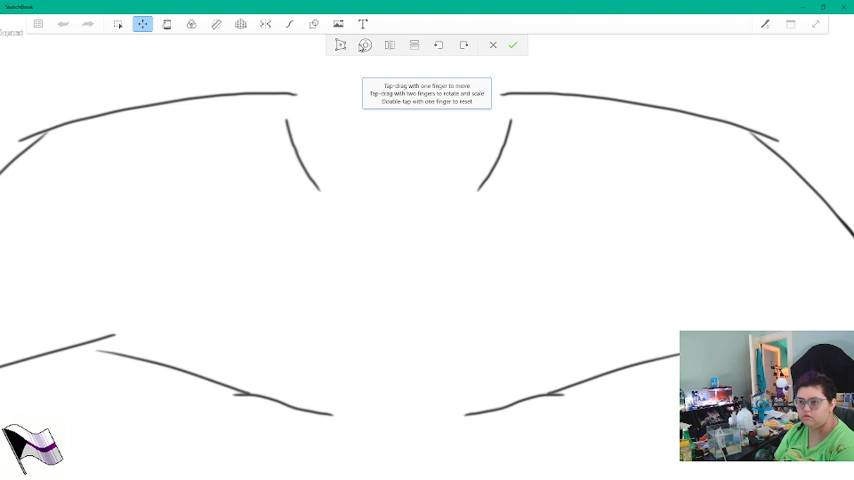 SketchBook
Tap-drag with one finger to move
Tap-drag with two fingers to rotate and scale
Double-tap with one finger to reset